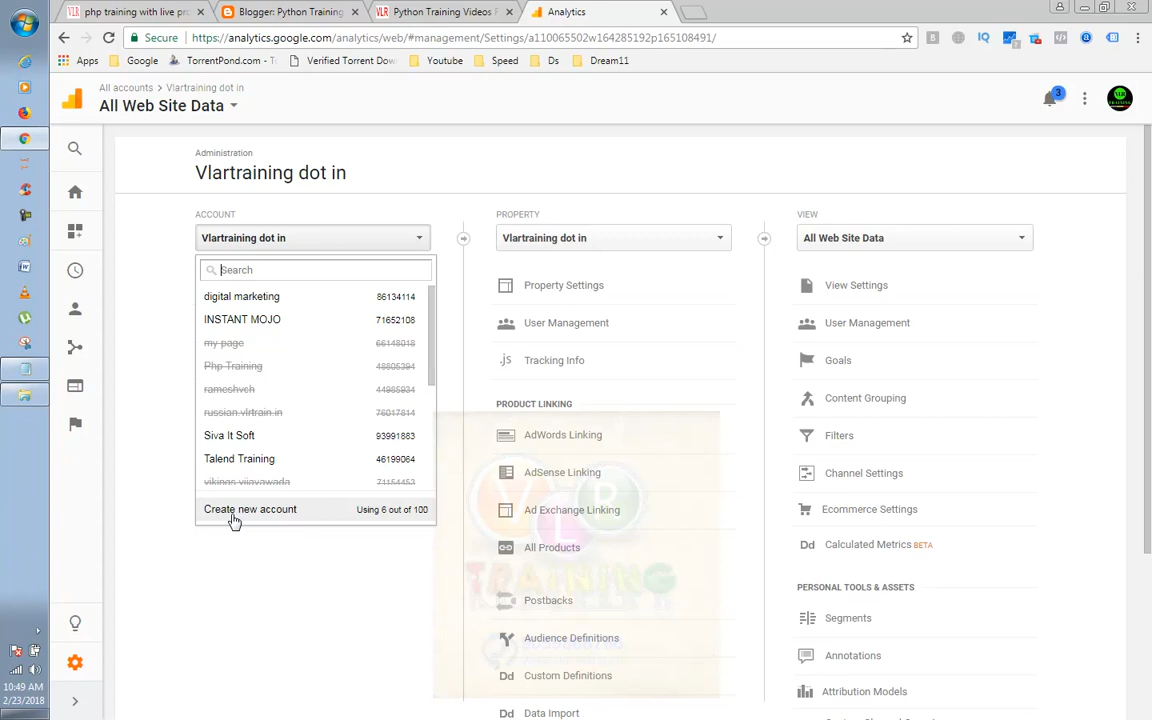 php training with live pro
Blogger: Python Training
Python Training Videos F
Analytics
Secure
https://analytics.google.com/analytics/web/#management/Settings/a110065502w164285192p165108491/
Apps
Google
TorrentPond.com - T
Verified Torrent Dow
Youtube
Speed
Ds
Dream11
All accounts > Vlartraining dot in
All Web Site Data
3
Administration
Vlartraining dot in
ACCOUNT
Vlartraining dot in
Search
digital marketing 86134114
INSTANT MOJO 71652108
my page 66148018
Php Training 48805394
rameshvch 44985934
russian.vlrtrain.in 76017814
Siva It Soft 93991883
Talend Training 46199064
vikings vijayawada 71154453
Create new account Using 6 out of 100
PROPERTY
Vlartraining dot in
Property Settings
User Management
.js Tracking Info
PRODUCT LINKING
AdWords Linking
AdSense Linking
Ad Exchange Linking
All Products
Postbacks
Audience Definitions
Dd Custom Definitions
Dd Data Import
VIEW
All Web Site Data
View Settings
User Management
Goals
Content Grouping
Filters
Channel Settings
Ecommerce Settings
Dd Calculated Metrics BETA
PERSONAL TOOLS & ASSETS
Segments
Annotations
Attribution Models
VLR
TRAINING
10:49 AM
2/23/2018